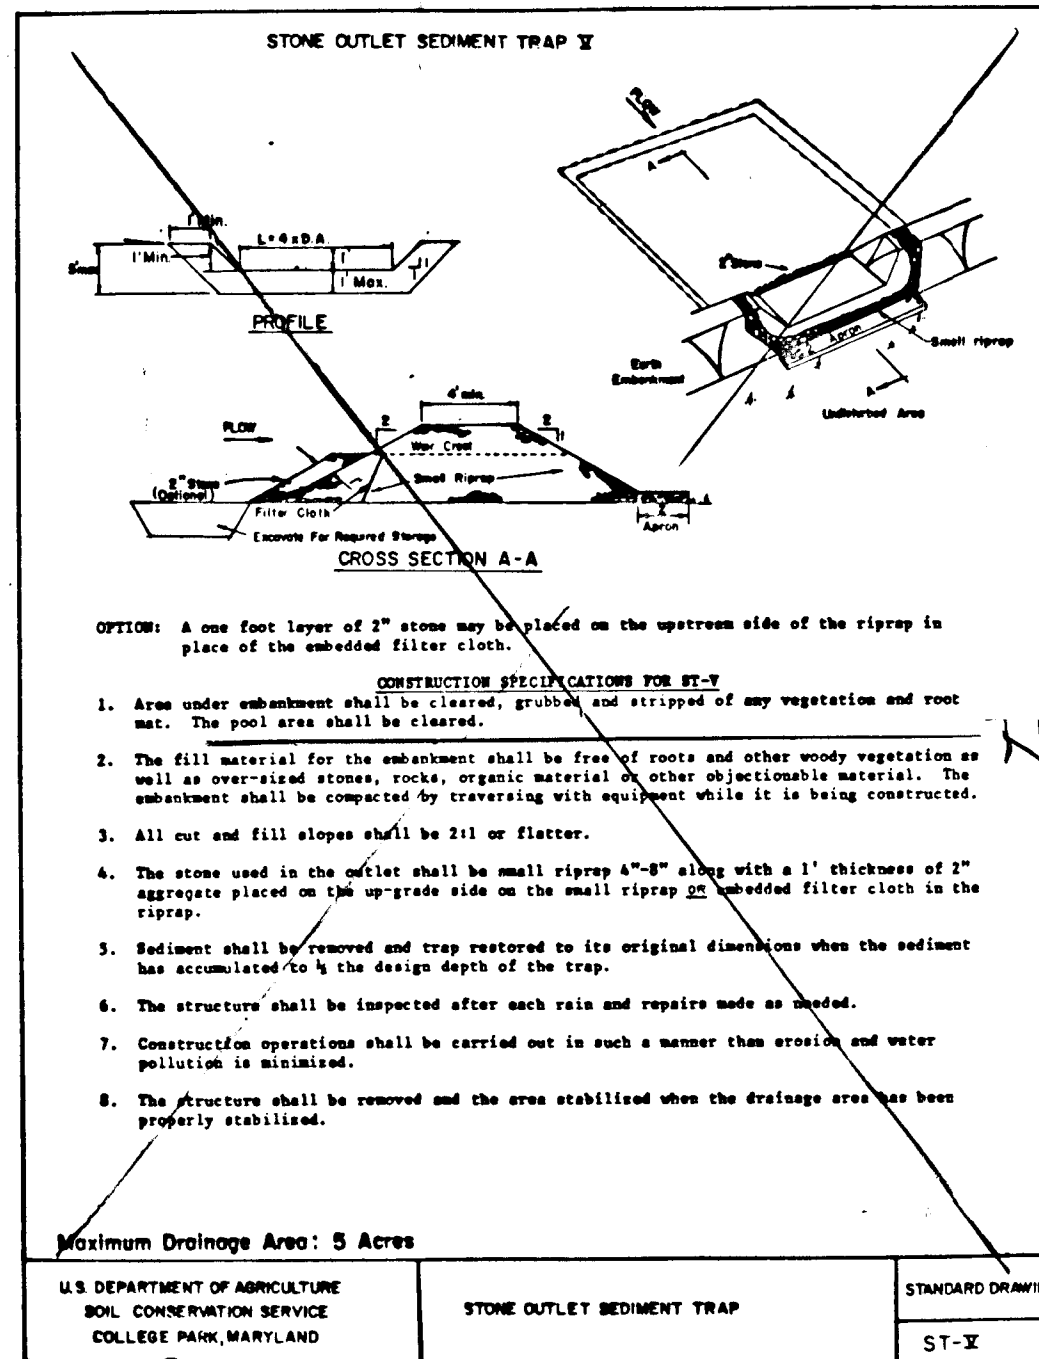 STONE OUTLET SEDIMENT TRAP V
FLOW
A
1' Min.
L = 4 x D.A.
1' Min.
1'
5' max
1' Max.
1
1
PROFILE
2" Stone
Apron
Small riprap
Earth
Embankment
A
Undisturbed Area
4' min.
FLOW
2
2
1
Weir Crest
2" Stone
(Optional)
Small Riprap
Filter Cloth
Apron
Excavate For Required Storage
CROSS SECTION A-A
OPTION: A one foot layer of 2" stone may be placed on the upstream side of the riprap in
place of the embedded filter cloth.
CONSTRUCTION SPECIFICATIONS FOR ST-V
1. Area under embankment shall be cleared, grubbed and stripped of any vegetation and root
mat. The pool area shall be cleared.
2. The fill material for the embankment shall be free of roots and other woody vegetation as
well as over-sized stones, rocks, organic material or other objectionable material. The
embankment shall be compacted by traversing with equipment while it is being constructed.
3. All cut and fill slopes shall be 2:1 or flatter.
4. The stone used in the outlet shall be small riprap 4"-8" along with a 1' thickness of 2"
aggregate placed on the up-grade side on the small riprap OR embedded filter cloth in the
riprap.
5. Sediment shall be removed and trap restored to its original dimensions when the sediment
has accumulated to ½ the design depth of the trap.
6. The structure shall be inspected after each rain and repairs made as needed.
7. Construction operations shall be carried out in such a manner than erosion and water
pollution is minimized.
8. The structure shall be removed and the area stabilized when the drainage area has been
properly stabilized.
Maximum Drainage Area: 5 Acres
U.S. DEPARTMENT OF AGRICULTURE
SOIL CONSERVATION SERVICE
COLLEGE PARK, MARYLAND
STONE OUTLET SEDIMENT TRAP
STANDARD DRAWI
ST-V